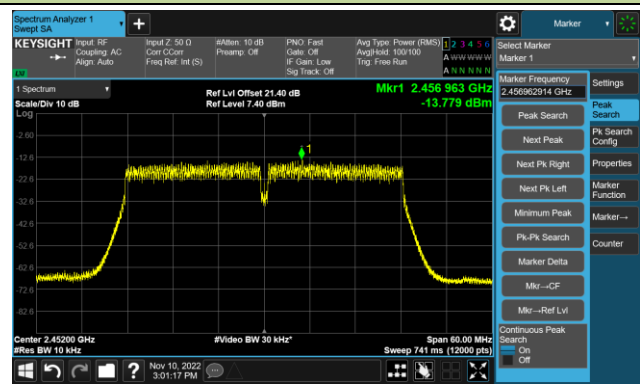 Spectrum Analyzer 1
Swept SA
Marker
KEYSIGHT
Input: RF
Coupling: AC
Align: Auto
Input Z: 50 Ω
Corr CCorr
Freq Ref: Int (S)
#Atten: 10 dB
Preamp: Off
PNO: Fast
Gate: Off
IF Gain: Low
Sig Track: Off
Avg Type: Power (RMS)
Avg|Hold: 100/100
Trig: Free Run
1 2 3 4 5 6
A W W W W W
A N N N N N
Select Marker
Marker 1
LVI
1 Spectrum
Scale/Div 10 dB
Log
Ref Lvl Offset 21.40 dB
Ref Level 7.40 dBm
Mkr1 2.456 963 GHz
-13.779 dBm
1
-2.60
-12.6
-22.6
-32.6
-42.6
-52.6
-62.6
-72.6
-82.6
Center 2.45200 GHz
#Res BW 10 kHz
#Video BW 30 kHz*
Span 60.00 MHz
Sweep 741 ms (12000 pts)
Marker Frequency
2.456962914 GHz
Peak Search
Next Peak
Next Pk Right
Next Pk Left
Minimum Peak
Pk-Pk Search
Marker Delta
Mkr→CF
Mkr→Ref Lvl
Continuous Peak
Search
On
Off
Settings
Peak
Search
Pk Search
Config
Properties
Marker
Function
Marker→
Counter
?
Nov 10, 2022
3:01:17 PM